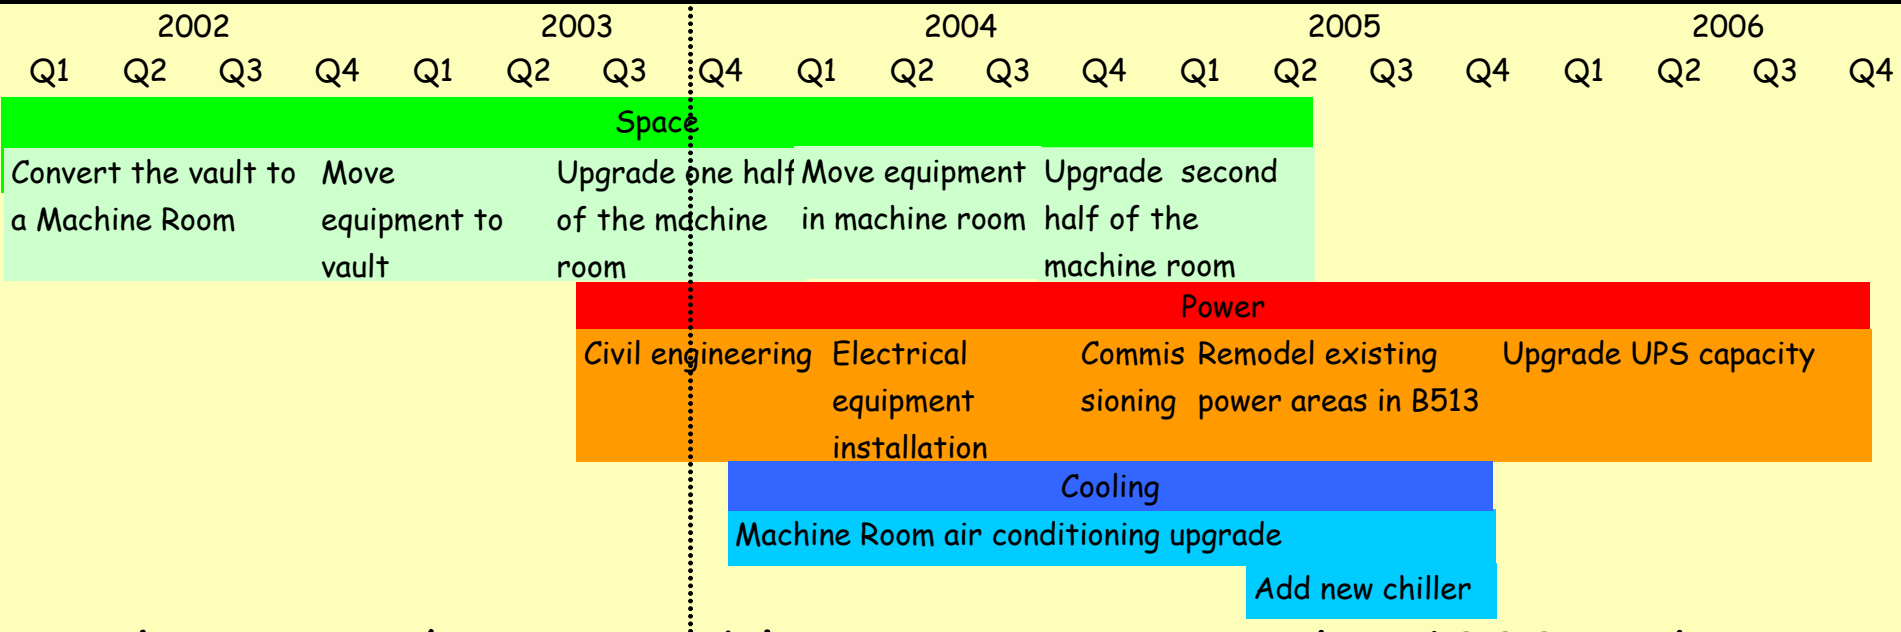 2002 2003 2004 2005 2006
Q1 Q2 Q3 Q4 Q1 Q2 Q3 Q4 Q1 Q2 Q3 Q4 Q1 Q2 Q3 Q4 Q1 Q2 Q3 Q4
Space
Convert the vault to
a Machine Room
Move
equipment to
vault
Upgrade one half
of the machine
room
Move equipment
in machine room
Upgrade second
half of the
machine room
Power
Civil engineering
Electrical
equipment
installation
Commis
sioning
Remodel existing
power areas in B513
Upgrade UPS capacity
Cooling
Machine Room air conditioning upgrade
Add new chiller